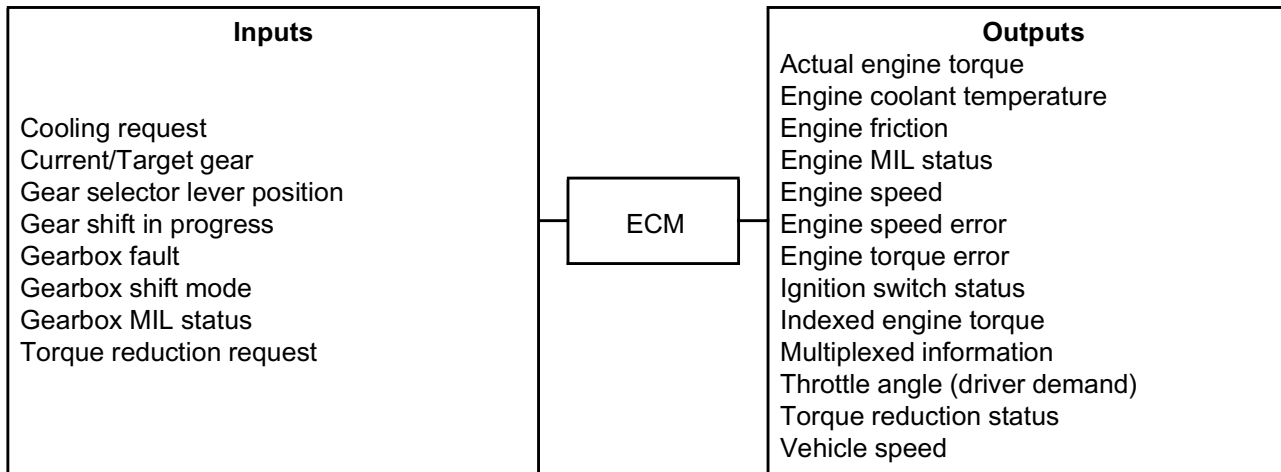 Inputs
Cooling request
Current/Target gear
Gear selector lever position
Gear shift in progress
Gearbox fault
Gearbox shift mode
Gearbox MIL status
Torque reduction request
ECM
Outputs
Actual engine torque
Engine coolant temperature
Engine friction
Engine MIL status
Engine speed
Engine speed error
Engine torque error
Ignition switch status
Indexed engine torque
Multiplexed information
Throttle angle (driver demand)
Torque reduction status
Vehicle speed